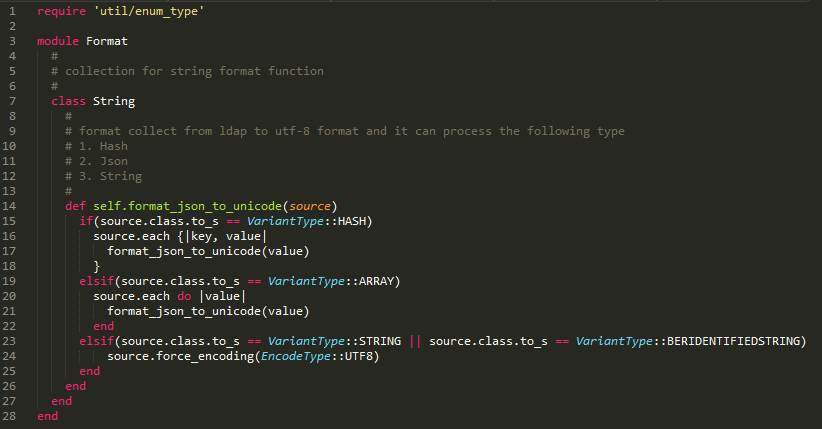 1 require 'util/enum_type'
2
3 module Format
4   #
5   # collection for string format function
6   #
7   class String
8     #
9     # format collect from ldap to utf-8 format and it can process the following type
10     # 1. Hash
11     # 2. Json
12     # 3. String
13     #
14     def self.format_json_to_unicode(source)
15       if(source.class.to_s == VariantType::HASH)
16         source.each {|key, value|
17           format_json_to_unicode(value)
18         }
19       elsif(source.class.to_s == VariantType::ARRAY)
20         source.each do |value|
21           format_json_to_unicode(value)
22         end
23       elsif(source.class.to_s == VariantType::STRING || source.class.to_s == VariantType::BERIDENTIFIEDSTRING)
24           source.force_encoding(EncodeType::UTF8)
25       end
26     end
27   end
28 end